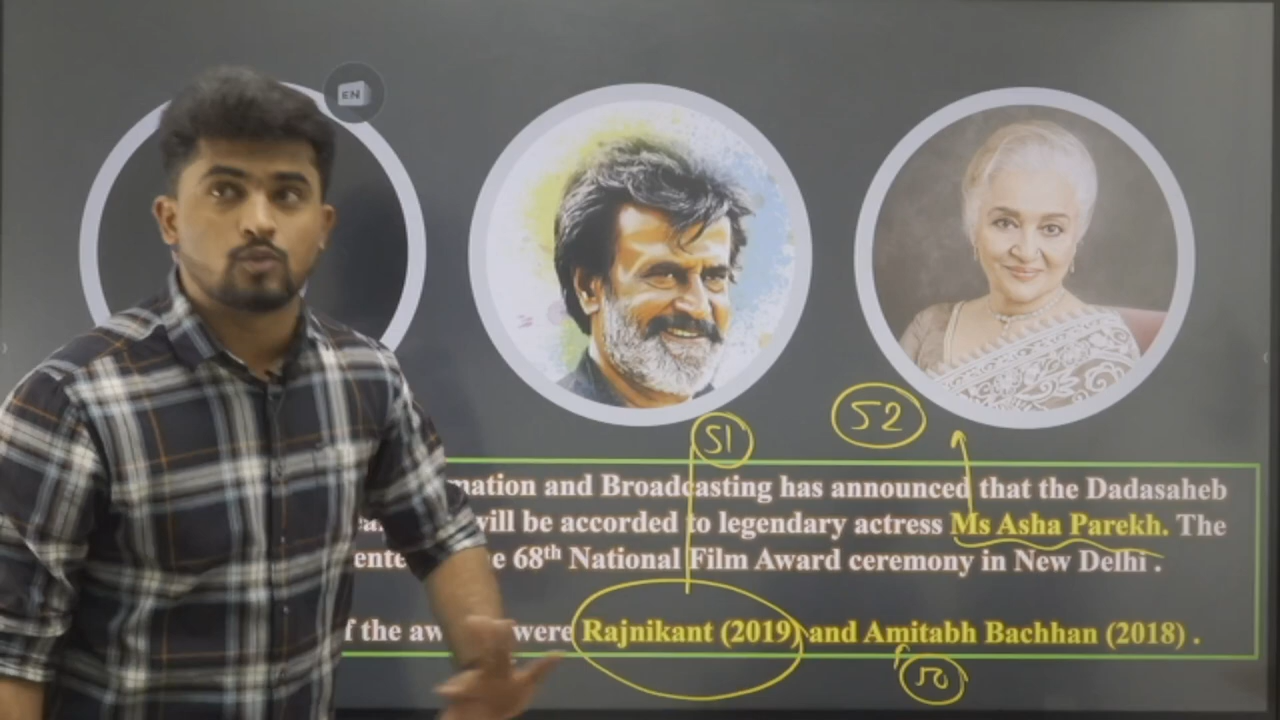 EN
51
52
mation and Broadcasting has announced that the Dadasaheb
will be accorded to legendary actress Ms Asha Parekh. The
68th National Film Award ceremony in New Delhi .
f the aw were Rajnikant (2019) and Amitabh Bachhan (2018) .
50